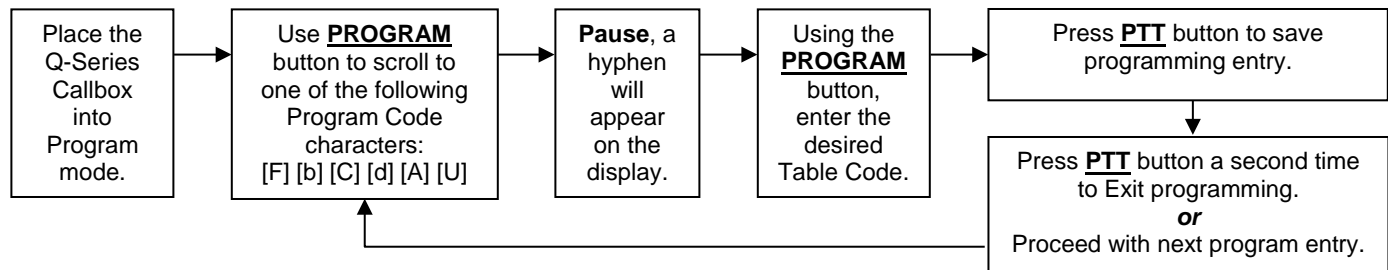 Place the
Q-Series
Callbox
into
Program
mode.
Use PROGRAM
button to scroll to
one of the following
Program Code
characters:
[F] [b] [C] [d] [A] [U]
Pause, a
hyphen
will
appear
on the
display.
Using the
PROGRAM
button,
enter the
desired
Table Code.
Press PTT button to save
programming entry.
Press PTT button a second time
to Exit programming.
or
Proceed with next program entry.